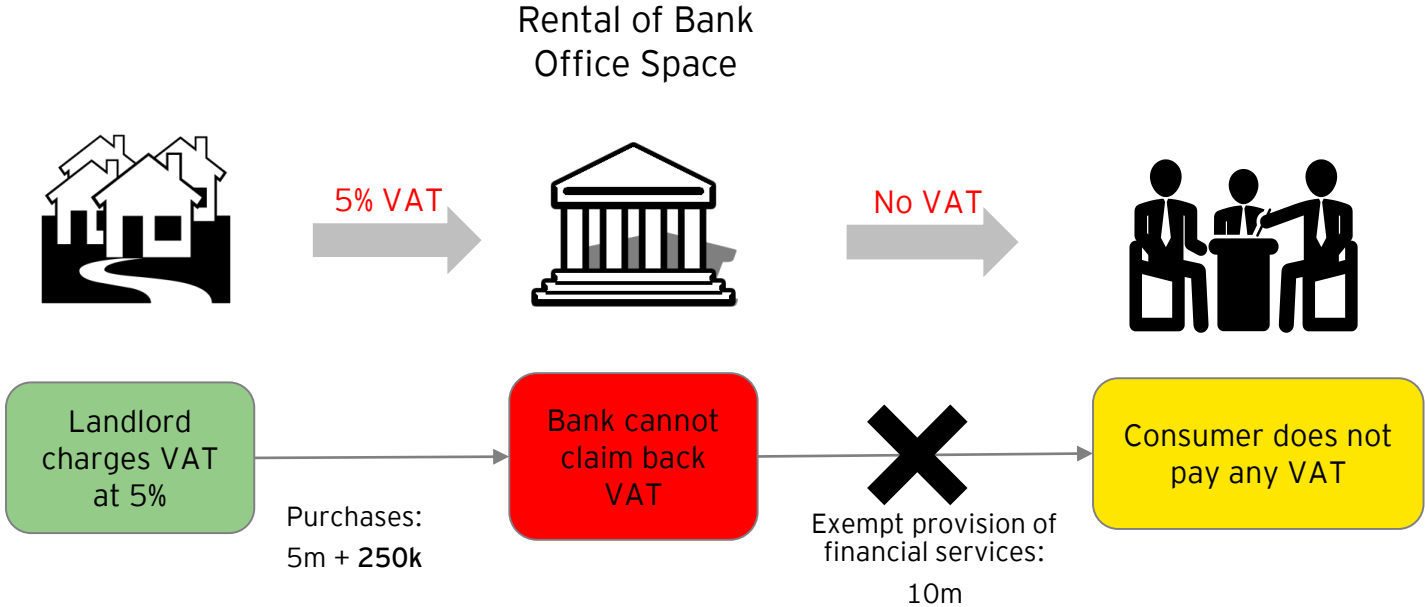 Rental of Bank
Office Space
5% VAT
No VAT
Landlord
charges VAT
at 5%
Purchases:
5m + 250k
Bank cannot
claim back
VAT
Exempt provision of
financial services:
10m
Consumer does not
pay any VAT